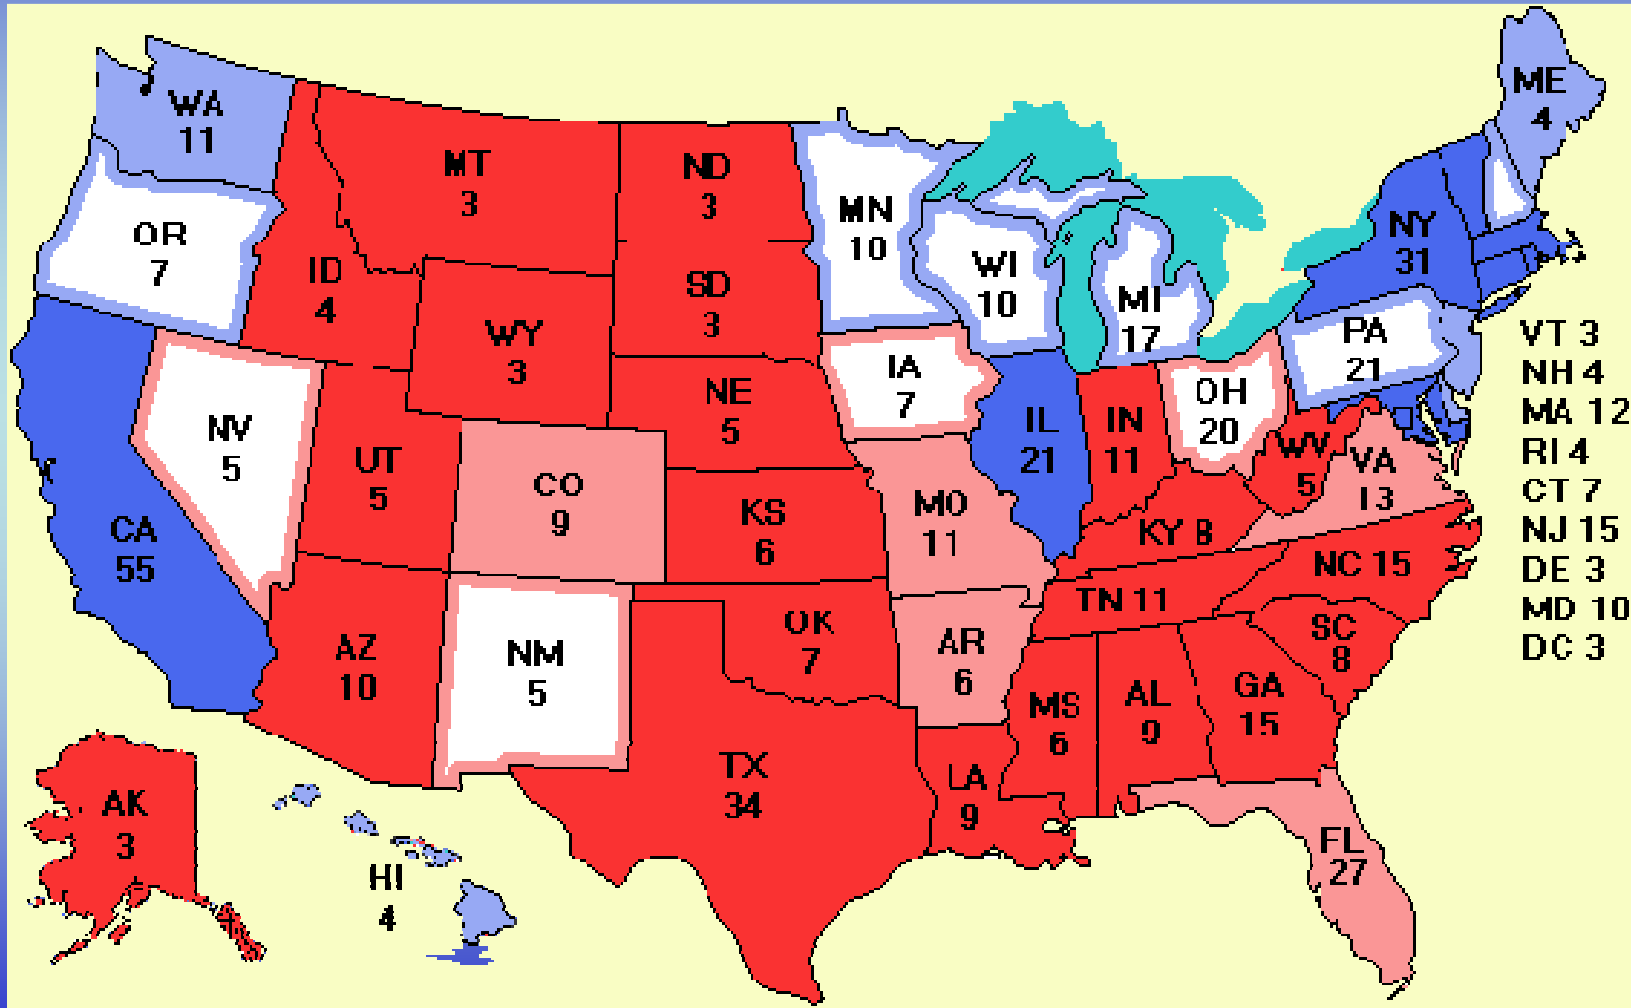 WA
11
OR
7
CA
55
NV
5
ID
4
MT
3
WY
3
UT
5
AZ
10
CO
9
NM
5
ND
3
SD
3
NE
5
KS
6
OK
7
TX
34
MN
10
IA
7
MO
11
AR
6
LA
9
WI
10
IL
21
MI
17
IN
11
OH
20
KY 8
TN 11
MS
6
AL
9
GA
15
FL
27
SC
8
NC 15
VA
13
WV
5
PA
21
NY
31
ME
4
VT 3
NH 4
MA 12
RI 4
CT 7
NJ 15
DE 3
MD 10
DC 3
AK
3
HI
4